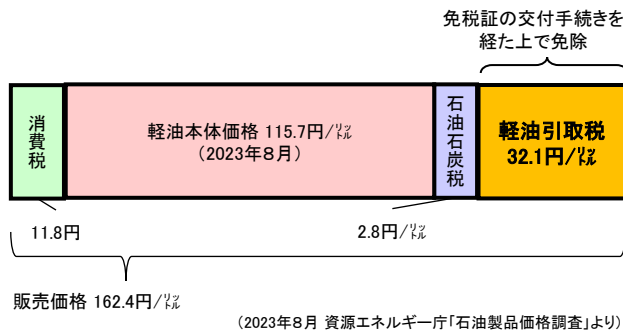 免税証の交付手続きを
経た上で免除
消費税
軽油本体価格 115.7円/㍑
(2023年8月)
石油石炭税
軽油引取税
32.1円/㍑
11.8円
2.8円/㍑
販売価格 162.4円/㍑
(2023年8月 資源エネルギー庁「石油製品価格調査」より)